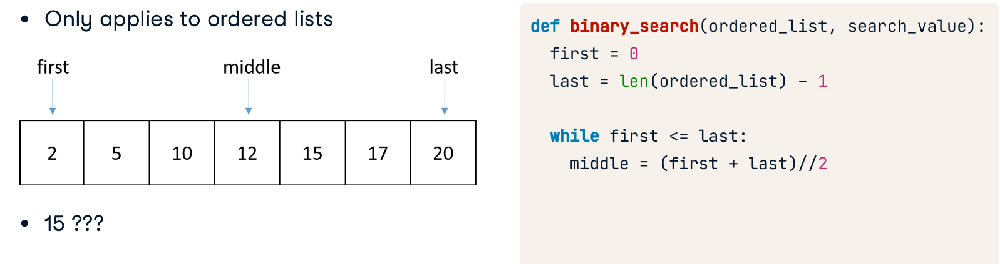 • Only applies to ordered lists
first middle last
2 5 10 12 15 17 20
• 15 ???
def binary_search(ordered_list, search_value):
  first = 0
  last = len(ordered_list) - 1

  while first <= last:
    middle = (first + last)//2